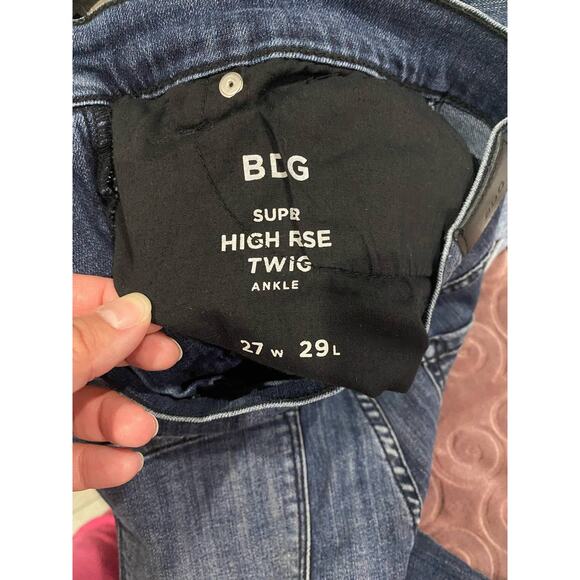 BDG
SUPR
HIGH RSE
TWIG
ANKLE
27 W 29 L